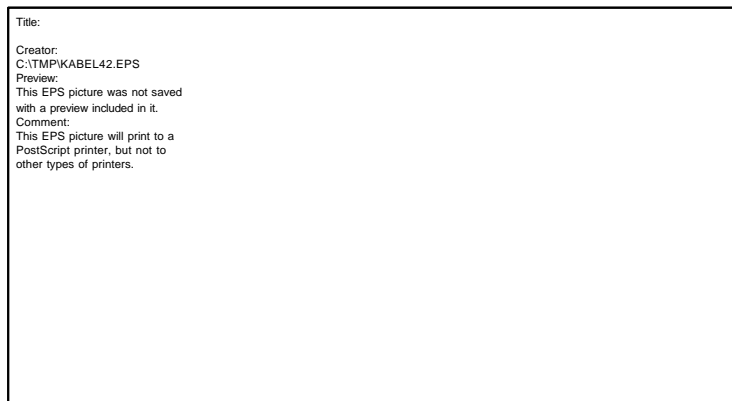 Title:
Creator:
C:\TMP\KABEL42.EPS
Preview:
This EPS picture was not saved
with a preview included in it.
Comment:
This EPS picture will print to a
PostScript printer, but not to
other types of printers.